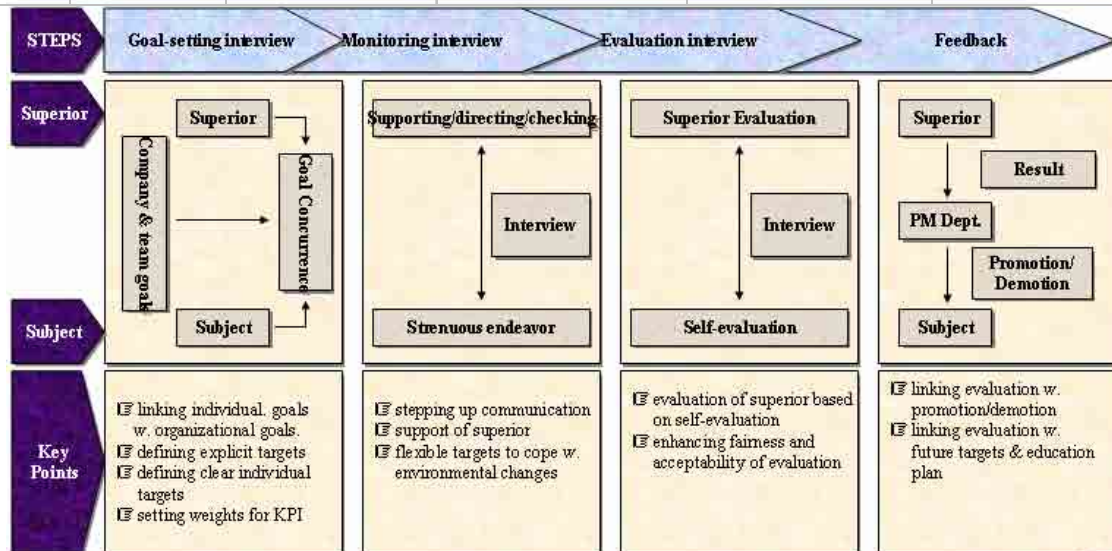 STEPS
Goal-setting interview
Monitoring interview
Evaluation interview
Feedback
Superior
Superior
Company & team goals
Goal Concurrence
Subject
Supporting/directing/checking
Interview
Strenuous endeavor
Superior Evaluation
Interview
Self-evaluation
Superior
Result
PM Dept.
Promotion/
Demotion
Subject
Subject
Key
Points
linking individual. goals
w. organizational goals.
defining explicit targets
defining clear individual
targets
setting weights for KPI
stepping up communication
support of superior
flexible targets to cope w.
environmental changes
evaluation of superior based
on self-evaluation
enhancing fairness and
acceptability of evaluation
linking evaluation w.
promotion/demotion
linking evaluation w.
future targets & education
plan